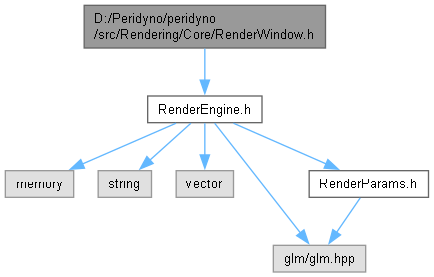 D:/Peridyno/peridyno
/src/Rendering/Core/RenderWindow.h
RenderEngine.h
memory
string
vector
RenderParams.h
glm/glm.hpp